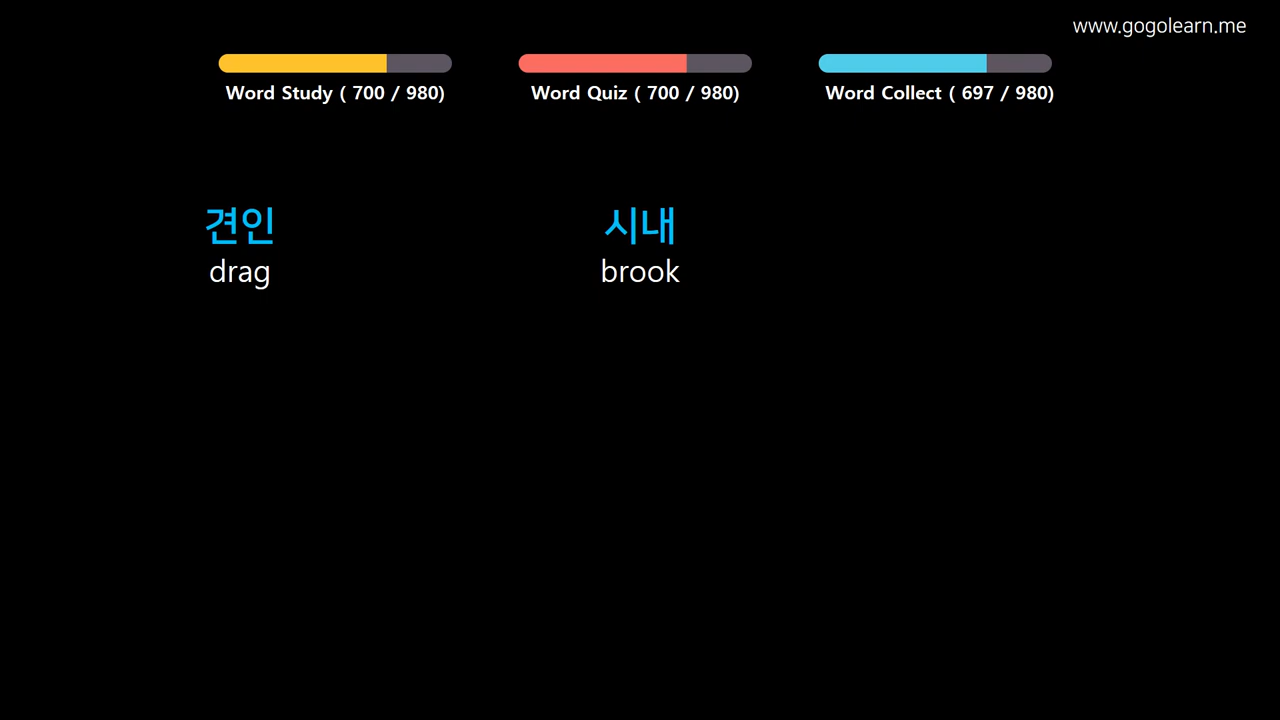 www.gogolearn.me
Word Study ( 700 / 980)
Word Quiz ( 700 / 980)
Word Collect ( 697 / 980)
견인
drag
시내
brook